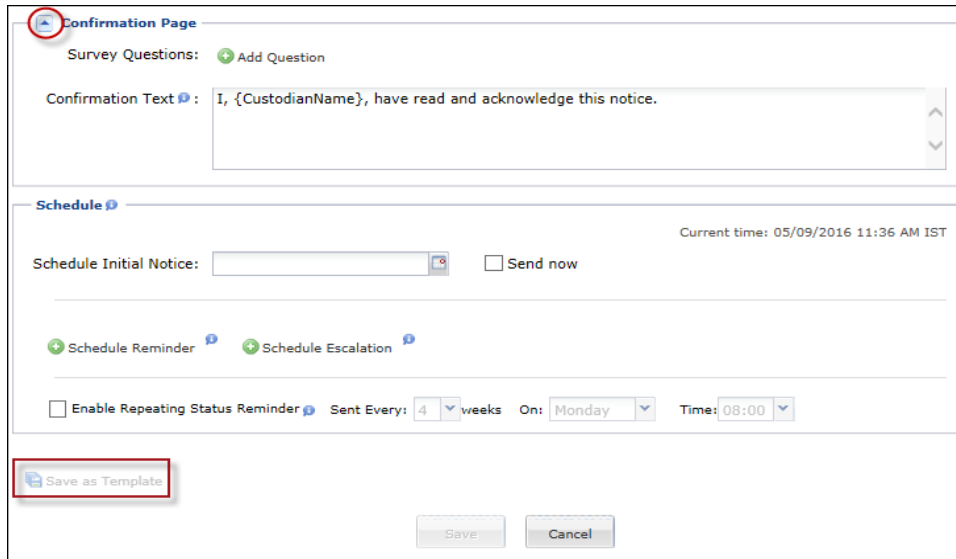 Confirmation Page
Survey Questions: Add Question
Confirmation Text : I, {CustodianName}, have read and acknowledge this notice.
Schedule
Current time: 05/09/2016 11:36 AM IST
Schedule Initial Notice: Send now
Schedule Reminder Schedule Escalation
Enable Repeating Status Reminder Sent Every: 4 weeks On: Monday Time: 08:00
Save as Template
Save Cancel